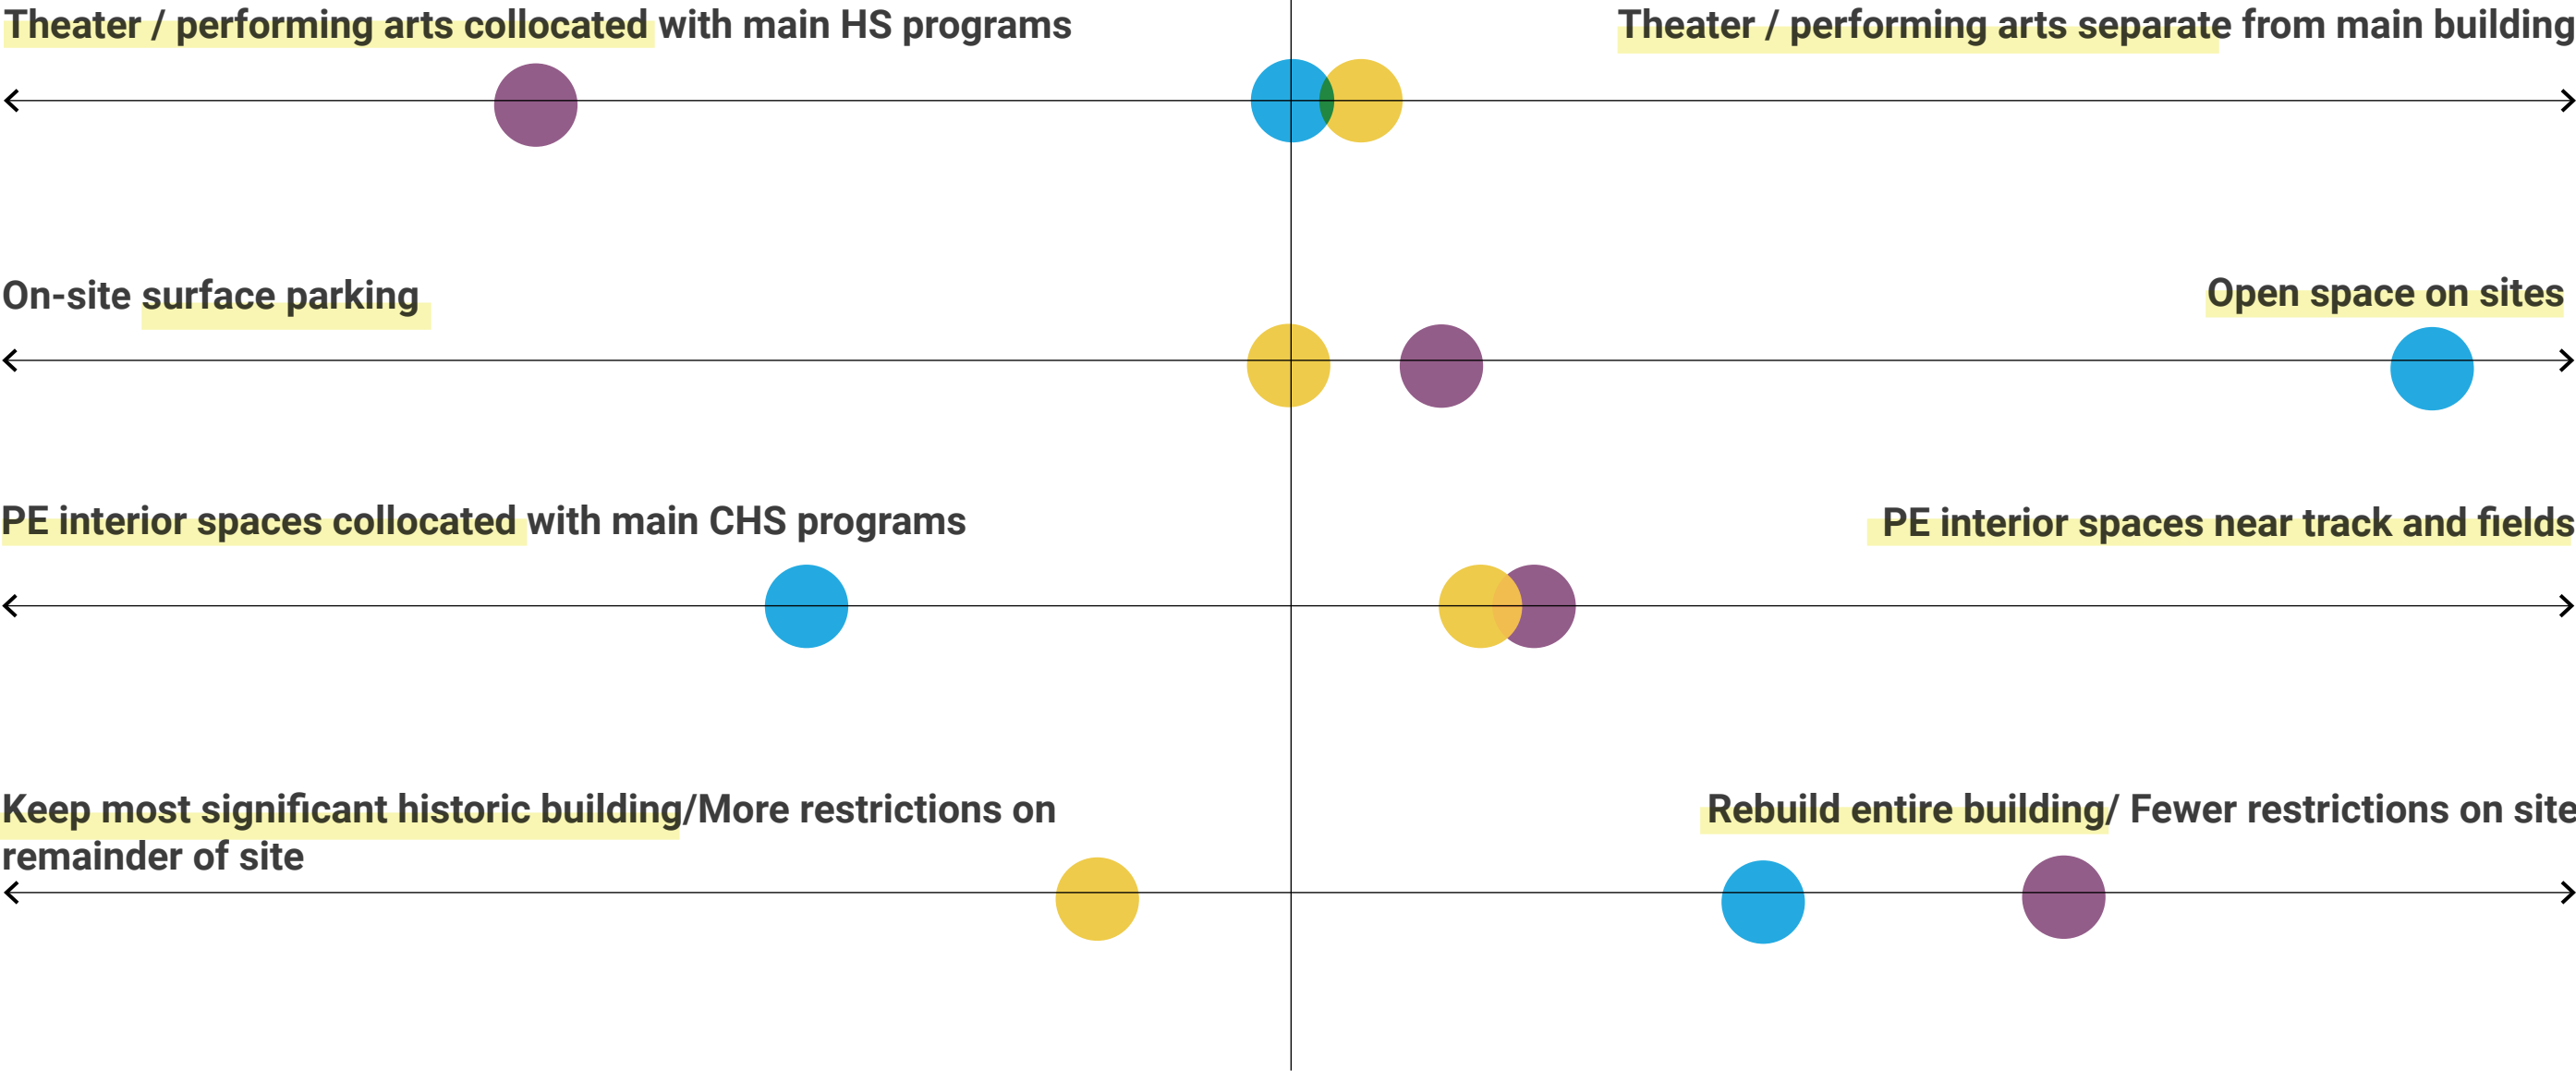 Theater / performing arts collocated with main HS programs
Theater / performing arts separate from main building
On-site surface parking
Open space on sites
PE interior spaces collocated with main CHS programs
PE interior spaces near track and fields
Keep most significant historic building/More restrictions on
remainder of site
Rebuild entire building/ Fewer restrictions on site